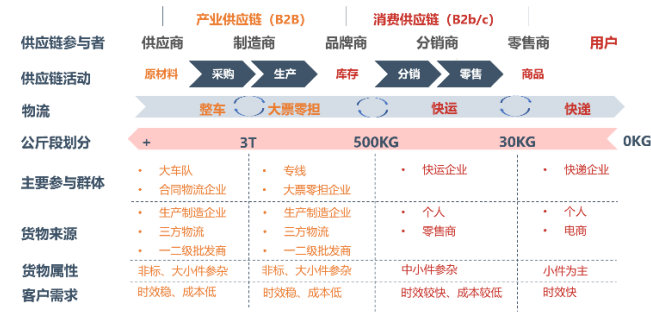 产业供应链（B2B） 消费供应链（B2b/c）
供应链参与者 供应商 制造商 品牌商 分销商 零售商 用户
供应链活动 原材料 采购 生产 库存 分销 零售 商品
物流 整车 大票零担 快运 快递
公斤段划分 + 3T 500KG 30KG 0KG
主要参与群体
• 大车队 • 专线 • 快运企业 • 快递企业
• 合同物流企业 • 大票零担企业
货物来源
• 生产制造企业 • 生产制造企业 • 个人 • 个人
• 三方物流 • 三方物流 • 零售商 • 电商
• 一二级批发商 • 一二级批发商
货物属性 非标、大小件参杂 非标、大小件参杂 中小件参杂 小件为主
客户需求 时效稳、成本低 时效稳、成本低 时效较快、成本较低 时效快